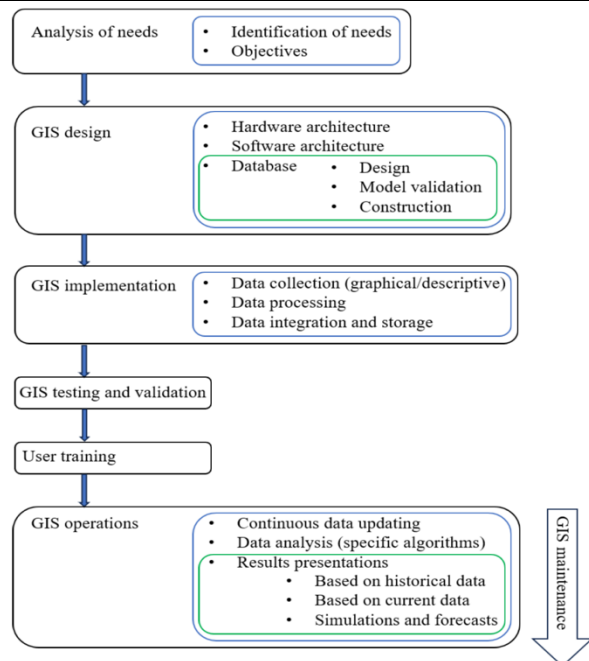 Analysis of needs
• Identification of needs
• Objectives
GIS design
• Hardware architecture
• Software architecture
• Database
• Design
• Model validation
• Construction
GIS implementation
• Data collection (graphical/descriptive)
• Data processing
• Data integration and storage
GIS testing and validation
User training
GIS operations
• Continuous data updating
• Data analysis (specific algorithms)
• Results presentations
• Based on historical data
• Based on current data
• Simulations and forecasts
GIS maintenance